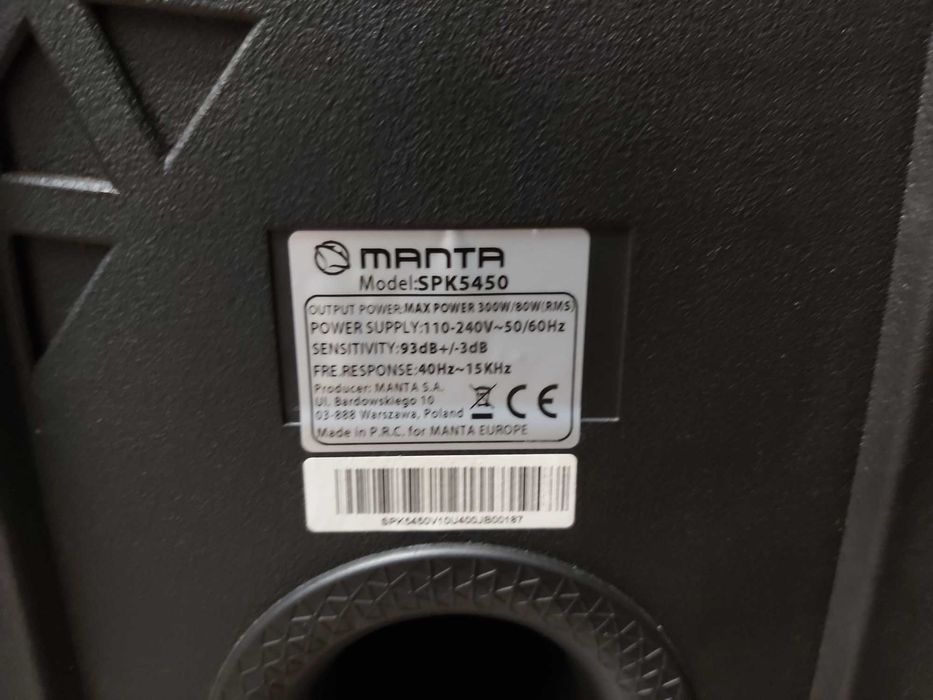 MANTA
Model:SPK5450
OUTPUT POWER:MAX POWER 300W/80W(RMS)
POWER SUPPLY:110-240V~50/60Hz
SENSITIVITY:93dB+/-3dB
FRE.RESPONSE:40Hz~15KHz
Producer: MANTA S.A.
Ul. Bardowskiego 10
03-888 Warszawa, Poland
CE
Made in P.R.C. for MANTA EUROPE
SPK5450V10U400JB00187